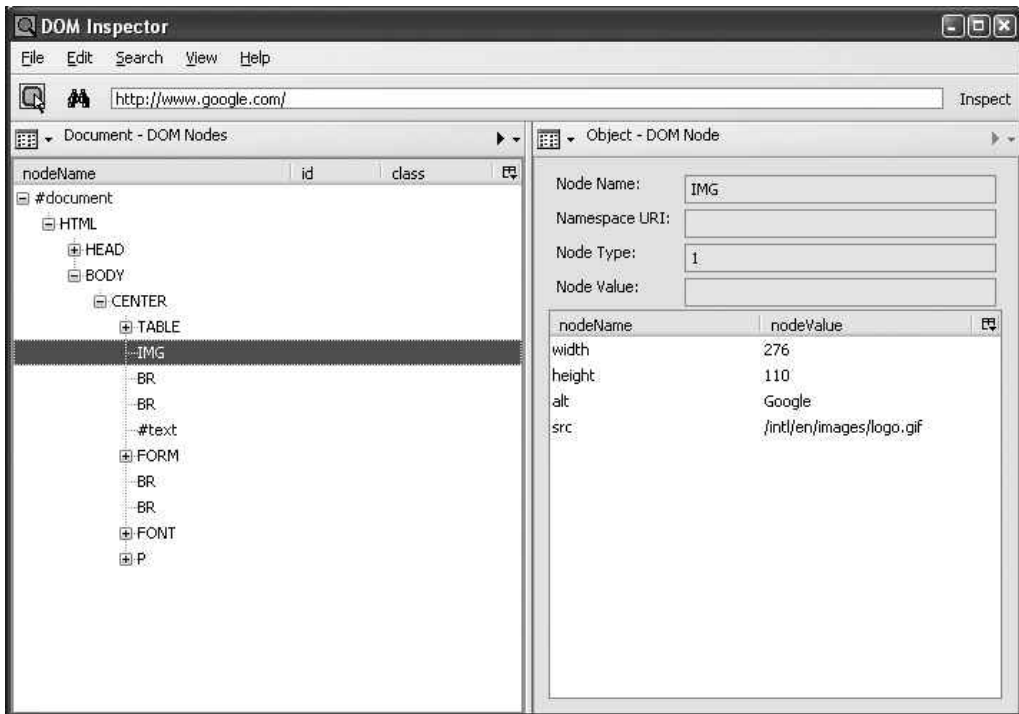 DOM Inspector
File Edit Search View Help
http://www.google.com/ Inspect
Document - DOM Nodes
nodeName id class
#document
HTML
HEAD
BODY
CENTER
TABLE
IMG
BR
BR
#text
FORM
BR
BR
FONT
P
Object - DOM Node
Node Name: IMG
Namespace URI:
Node Type: 1
Node Value:
nodeName nodeValue
width 276
height 110
alt Google
src /intl/en/images/logo.gif